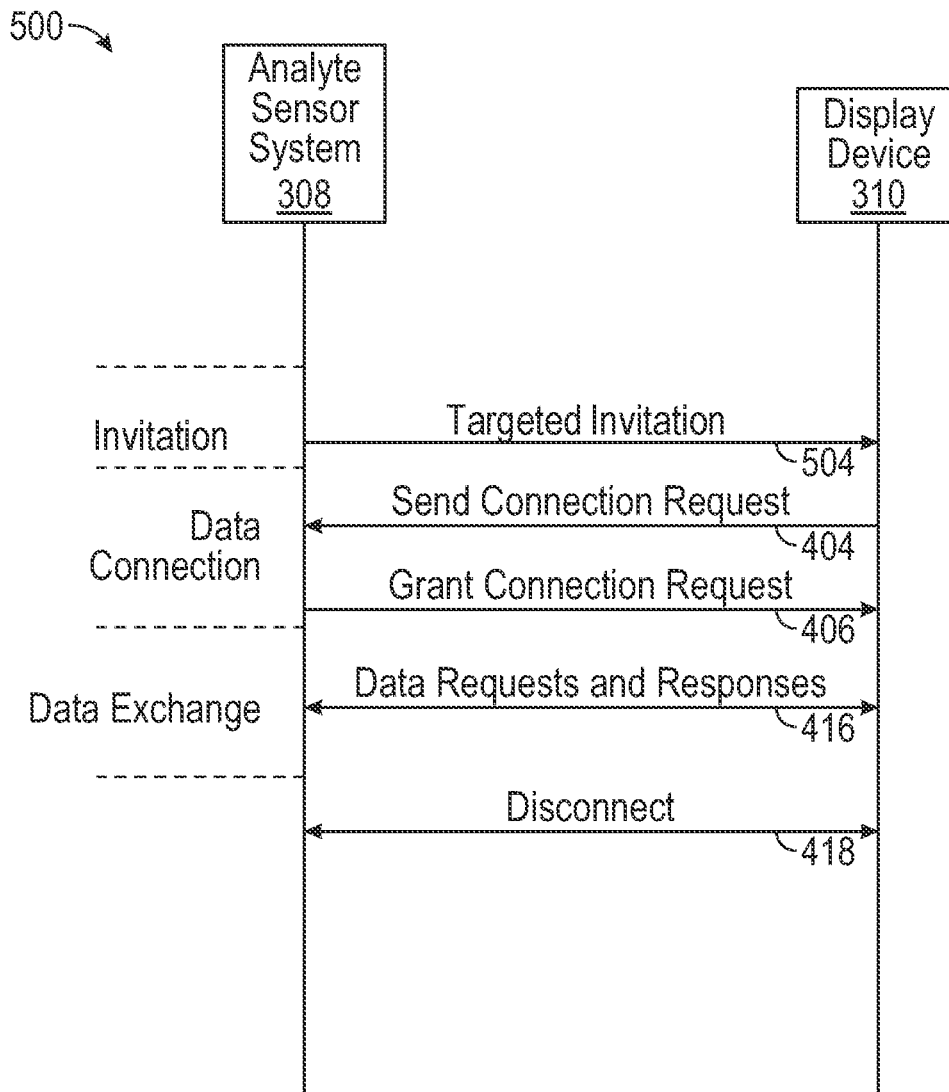 500
Analyte
Sensor
System
308
Display
Device
310
Invitation
Targeted Invitation
504
Data
Connection
Send Connection Request
404
Grant Connection Request
406
Data Exchange
Data Requests and Responses
416
Disconnect
418